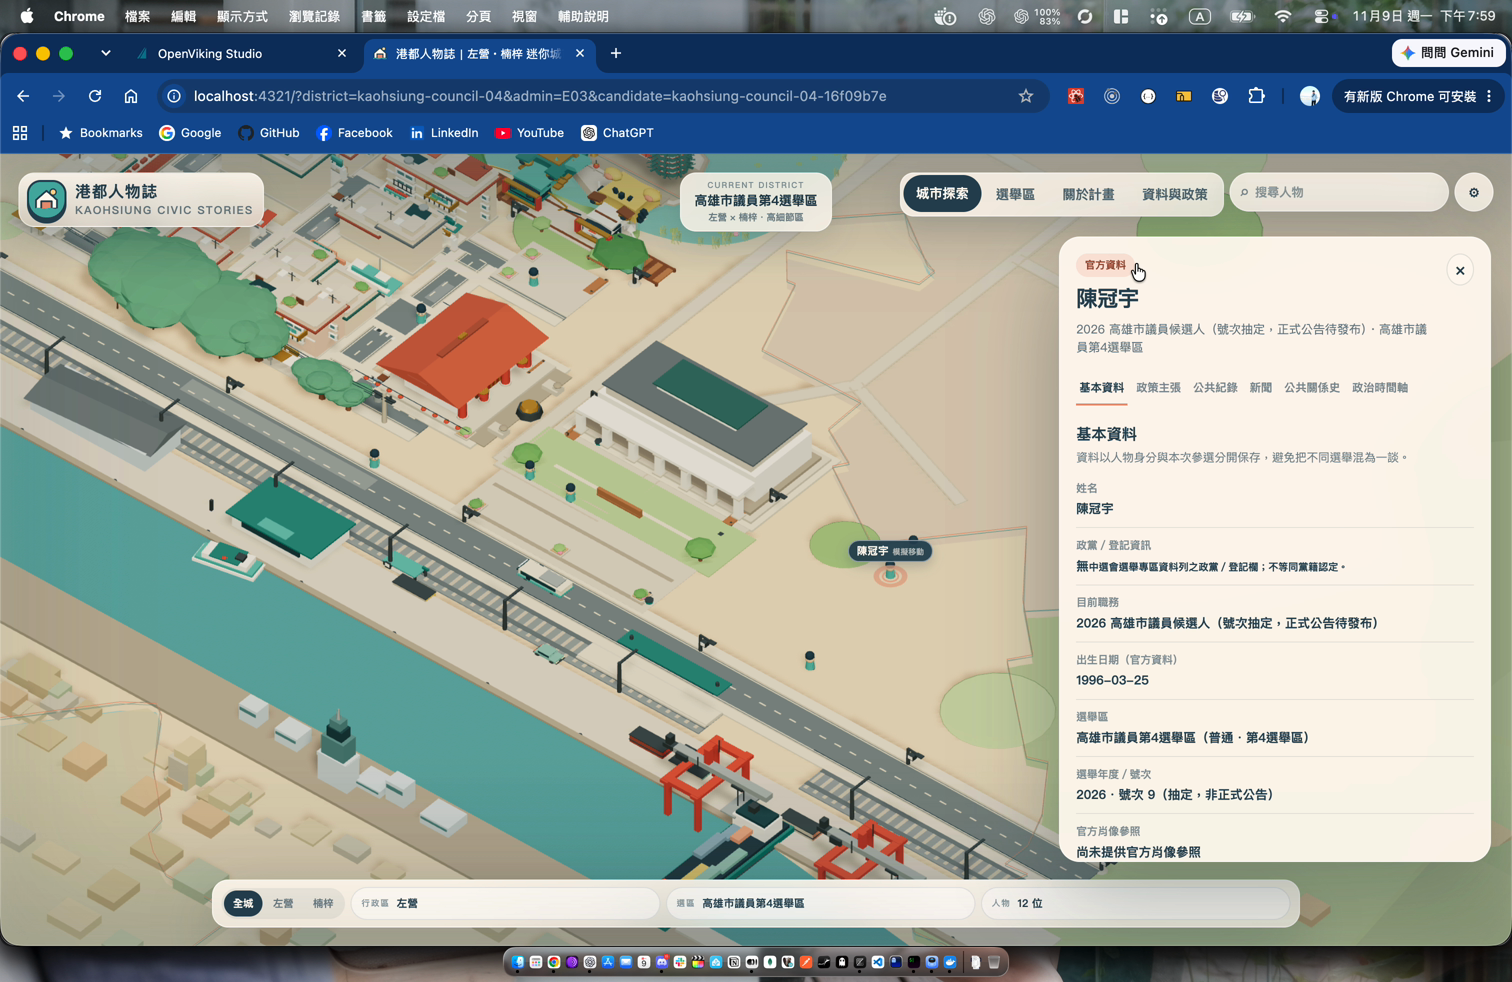 Chrome 檔案 編輯 顯示方式 瀏覽記錄 書籤 設定檔 分頁 視窗 輔助說明
100%
83%
A
11月9日 週一 下午7:59
OpenViking Studio
港都人物誌 | 左營・楠梓 迷你城
問問 Gemini
localhost:4321/?district=kaohsiung-council-04&admin=E03&candidate=kaohsiung-council-04-16f09b7e
有新版 Chrome 可安裝
Bookmarks Google GitHub Facebook LinkedIn YouTube ChatGPT
港都人物誌
KAOHSIUNG CIVIC STORIES
CURRENT DISTRICT
高雄市議員第4選舉區
左營 × 楠梓 · 高細節區
城市探索 選舉區 關於計畫 資料與政策
搜尋人物
官方資料
陳冠宇
2026 高雄市議員候選人（號次抽定，正式公告待發布）· 高雄市議
員第4選舉區
基本資料 政策主張 公共記錄 新聞 公共關係史 政治時間軸
基本資料
資料以人物身分與本次參選分開保存，避免把不同選舉混為一談。
姓名
陳冠宇
政黨 / 登記資訊
無中選會選舉專區資料列之政黨 / 登記欄；不等同黨籍認定。
目前職務
2026 高雄市議員候選人（號次抽定，正式公告待發布）
出生日期（官方資料）
1996-03-25
選舉區
高雄市議員第4選舉區（普通 · 第4選舉區）
選舉年度 / 號次
2026 · 號次 9（抽定，非正式公告）
官方肖像參照
尚未提供官方肖像參照
陳冠宇 模擬移動
全城 左營 楠梓
行政區 左營
選區 高雄市議員第4選舉區
人物 12 位